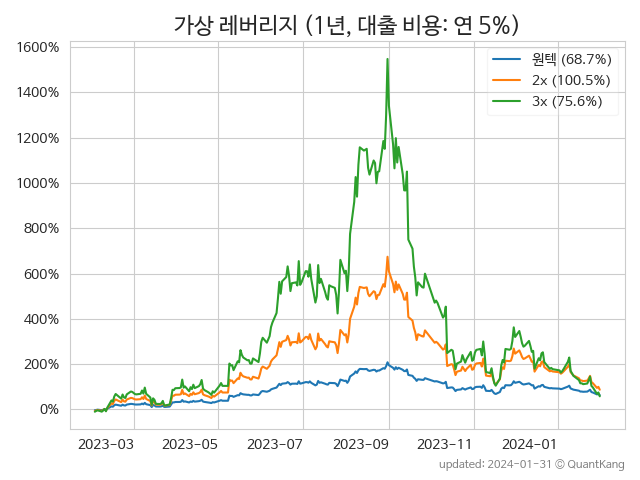 가상 레버리지 (1년, 대출 비용: 연 5%)
1600%
1400%
1200%
1000%
800%
600%
400%
200%
0%
원텍 (68.7%)
2x (100.5%)
3x (75.6%)
2023-03 2023-05 2023-07 2023-09 2023-11 2024-01
updated: 2024-01-31 © QuantKang